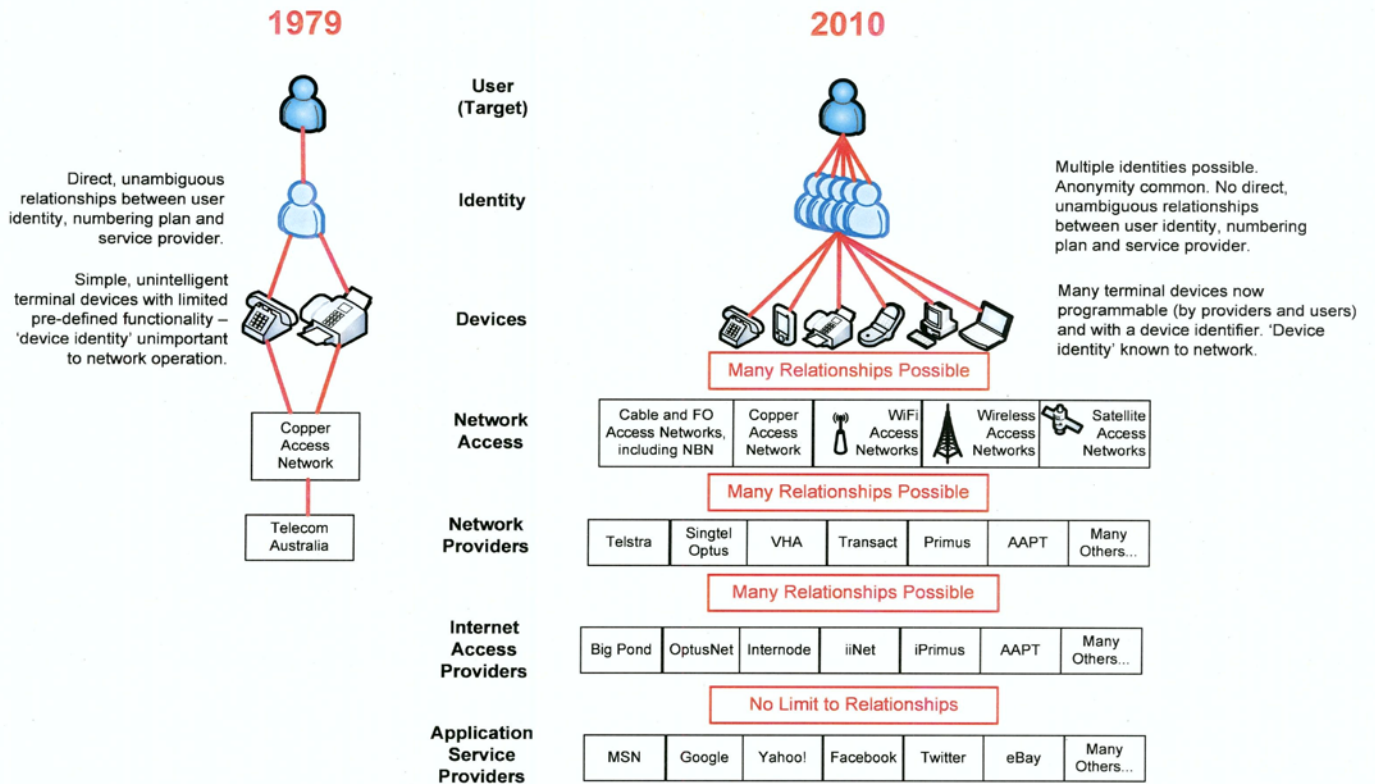 1979
2010
User
(Target)
Direct, unambiguous
relationships between user
identity, numbering plan and
service provider.
Identity
Multiple identities possible.
Anonymity common. No direct,
unambiguous relationships
between user identity, numbering
plan and service provider.
Simple, unintelligent
terminal devices with limited
pre-defined functionality –
‘device identity’ unimportant
to network operation.
Devices
Many terminal devices now
programmable (by providers and users)
and with a device identifier. ‘Device
identity’ known to network.
Many Relationships Possible
Copper
Access
Network
Network
Access
Cable and FO
Access Networks,
including NBN
Copper
Access
Network
WiFi
Access
Networks
Wireless
Access
Networks
Satellite
Access
Networks
Many Relationships Possible
Telecom
Australia
Network
Providers
Telstra
Singtel
Optus
VHA
Transact
Primus
AAPT
Many
Others...
Many Relationships Possible
Internet
Access
Providers
Big Pond
OptusNet
Internode
iiNet
iPrimus
AAPT
Many
Others...
No Limit to Relationships
Application
Service
Providers
MSN
Google
Yahoo!
Facebook
Twitter
eBay
Many
Others...